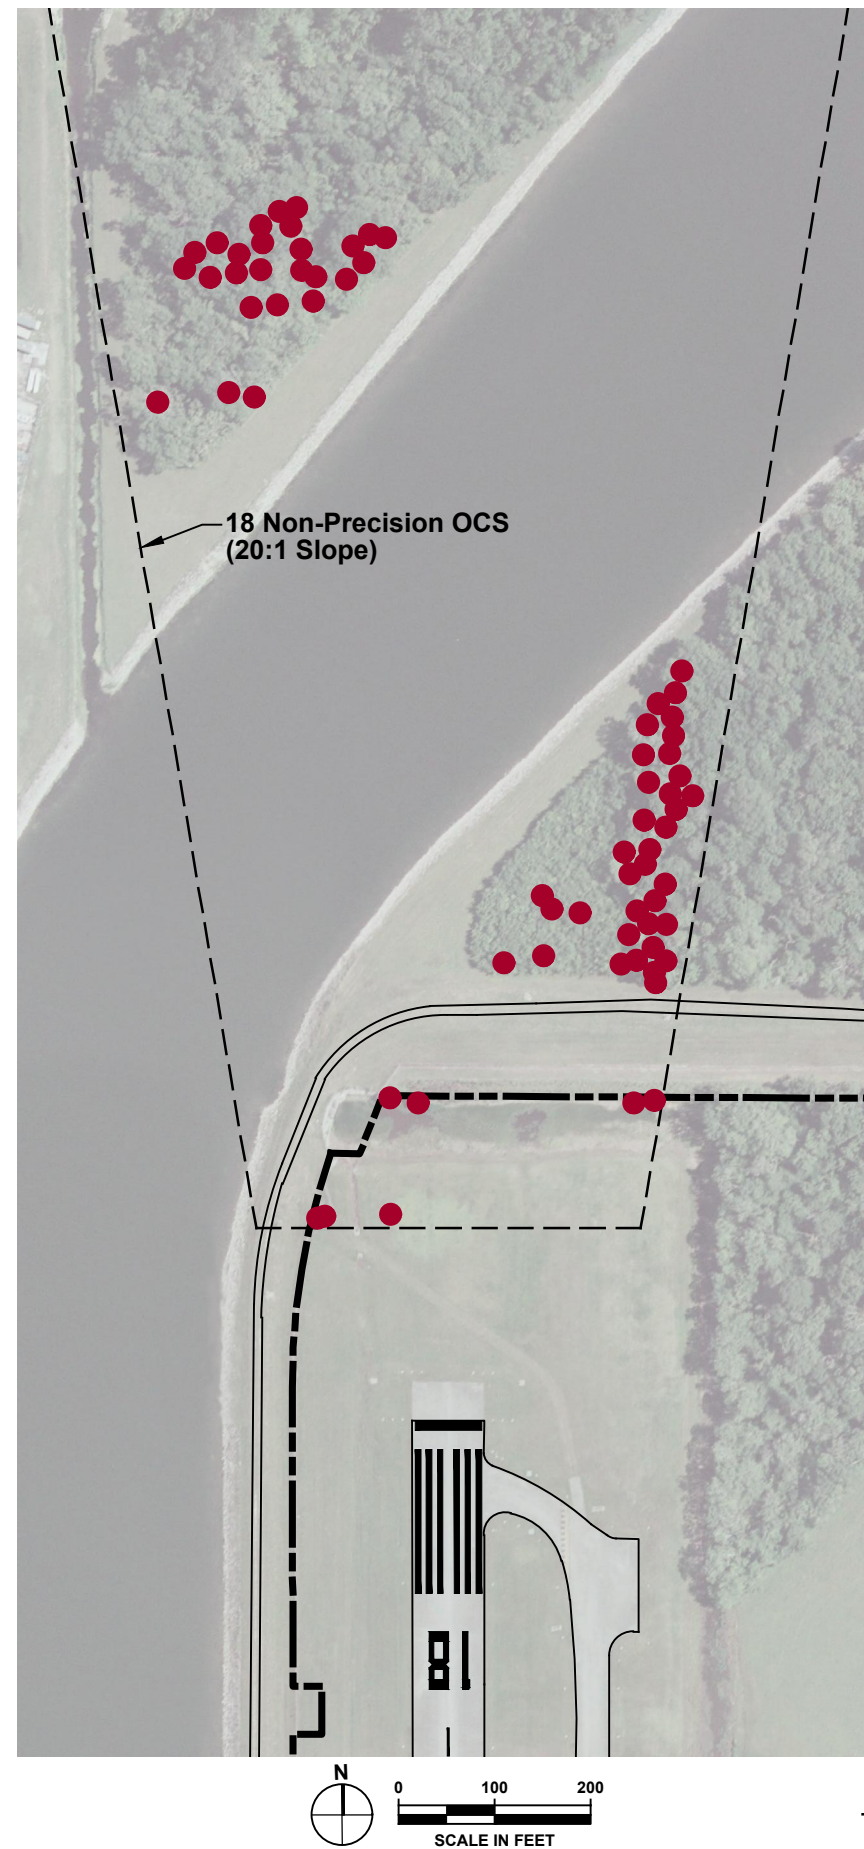 18 Non-Precision OCS
(20:1 Slope)
18
N
0 100 200
SCALE IN FEET